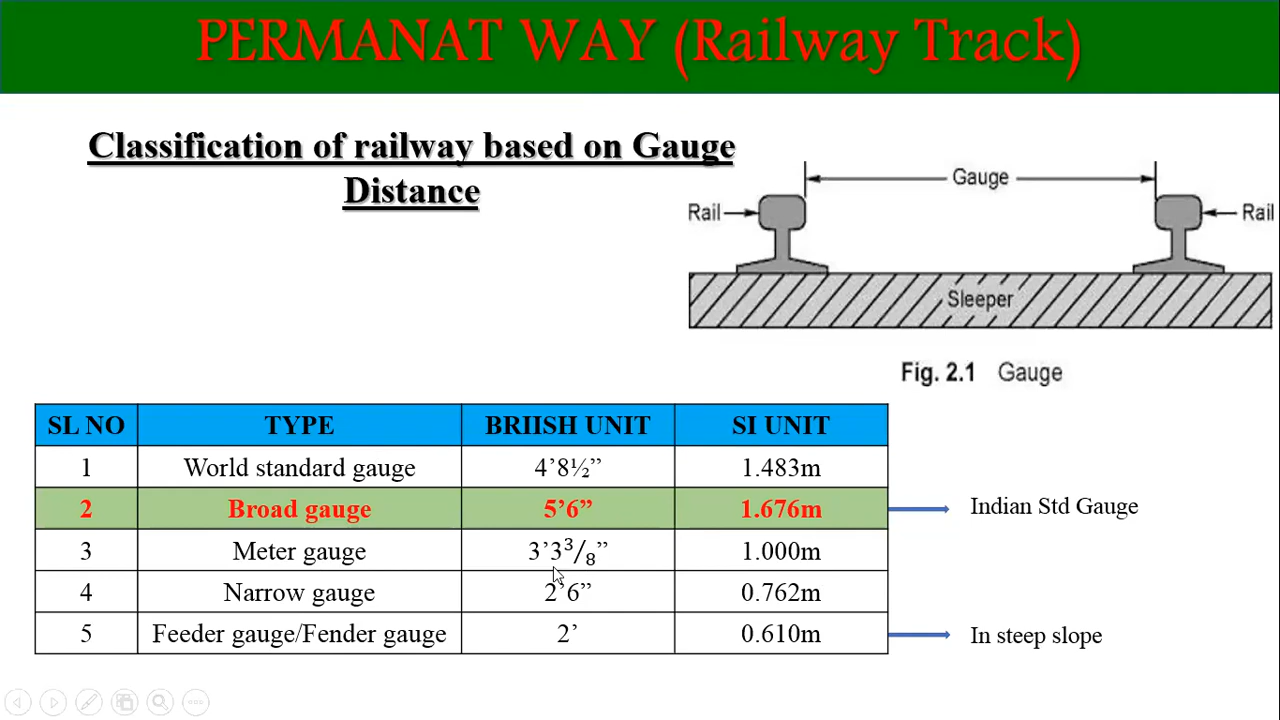 PERMANAT WAY (Railway Track)
Classification of railway based on Gauge
Distance
Gauge
Rail
Rail
Sleeper
Fig. 2.1 Gauge
SL NO TYPE BRIISH UNIT SI UNIT
1 World standard gauge 4’8½” 1.483m
2 Broad gauge 5’6” 1.676m Indian Std Gauge
3 Meter gauge 3’3³/₈” 1.000m
4 Narrow gauge 2’6” 0.762m
5 Feeder gauge/Fender gauge 2’ 0.610m In steep slope